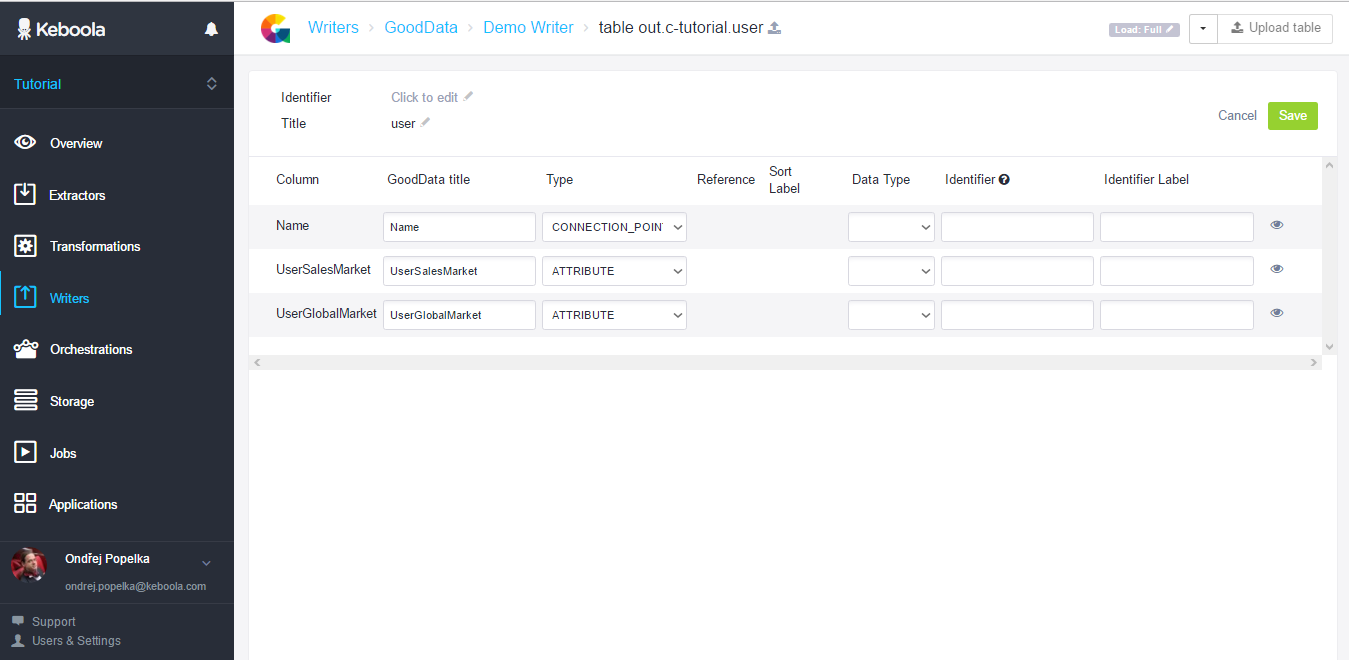 Keboola
Writers › GoodData › Demo Writer › table out.c-tutorial.user
Load: Full
Upload table
Tutorial
Overview
Extractors
Transformations
Writers
Orchestrations
Storage
Jobs
Applications
Ondřej Popelka
ondrej.popelka@keboola.com
Support
Users & Settings
Identifier Click to edit
Title user
Cancel Save
Column GoodData title Type Reference Sort Label Data Type Identifier Identifier Label
Name Name CONNECTION_POIN
UserSalesMarket UserSalesMarket ATTRIBUTE
UserGlobalMarket UserGlobalMarket ATTRIBUTE